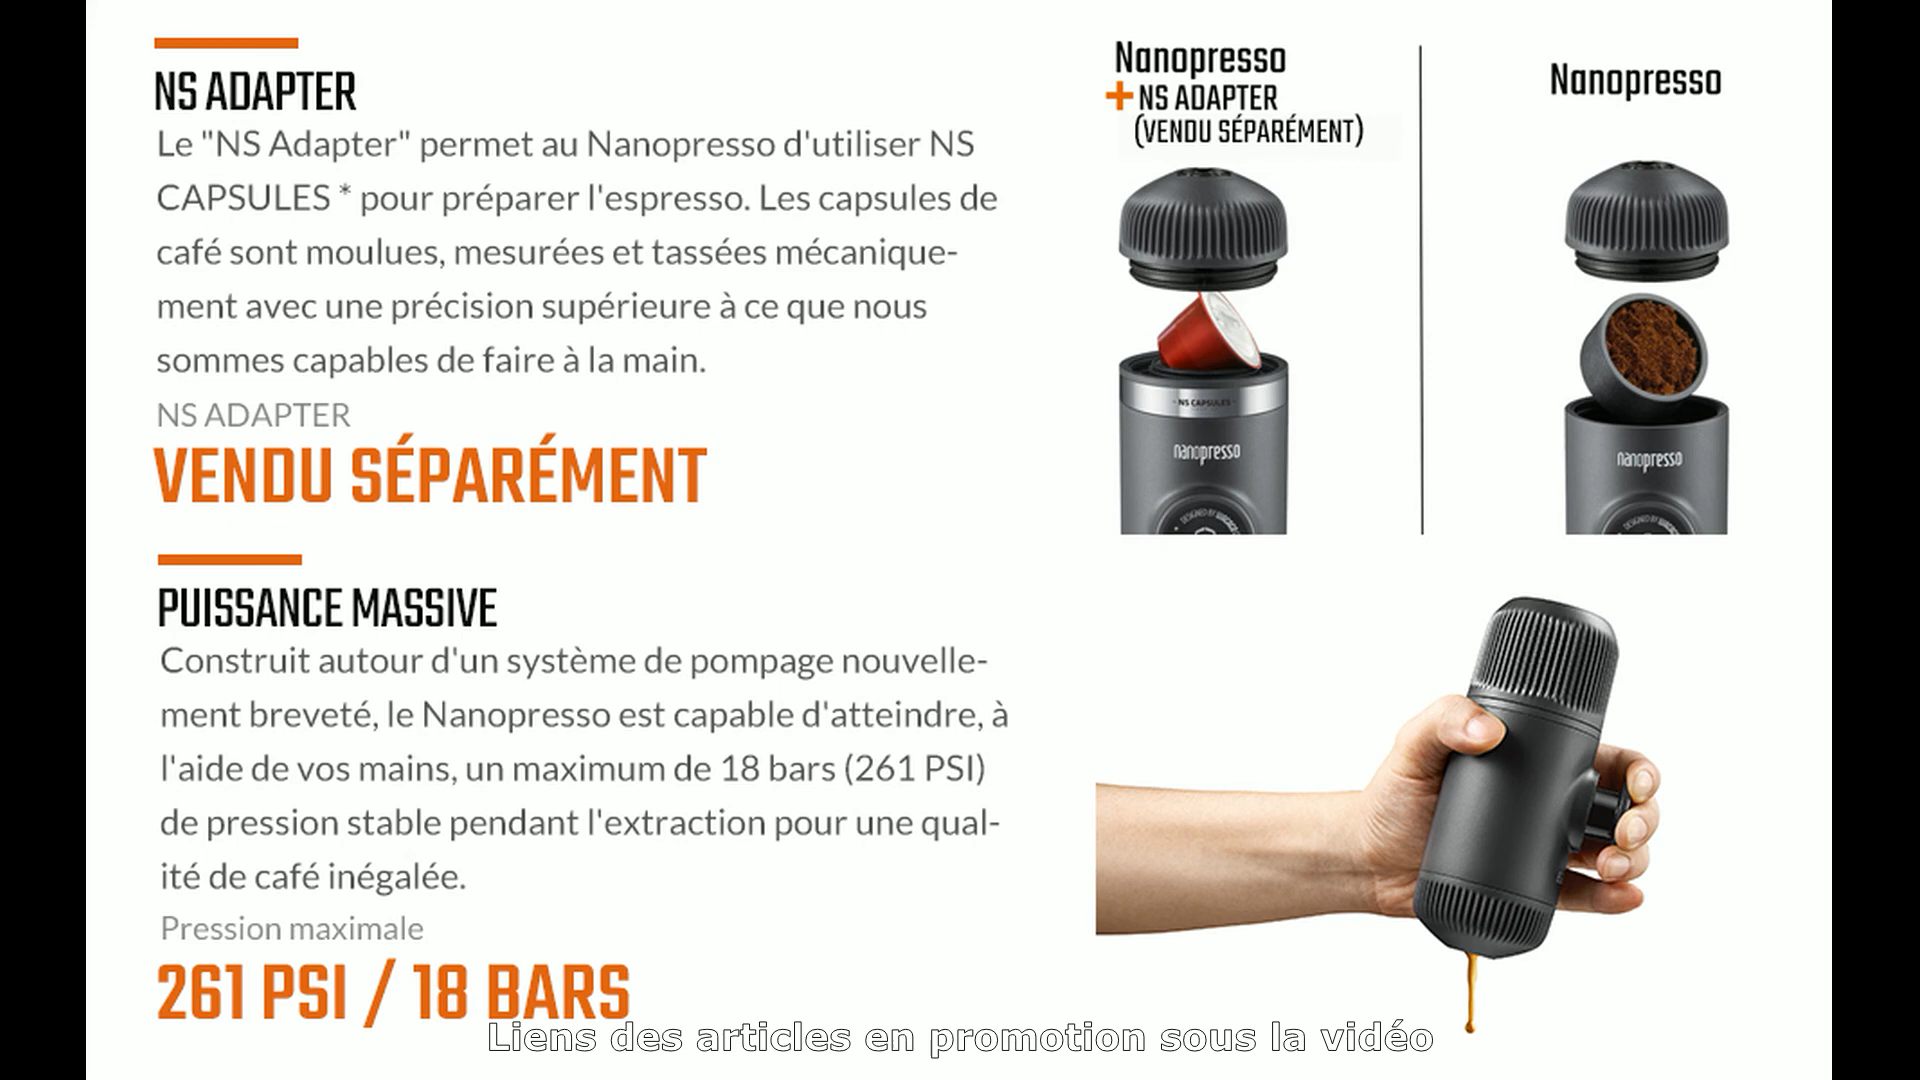 NS ADAPTER
Le "NS Adapter" permet au Nanopresso d'utiliser NS
CAPSULES * pour préparer l'espresso. Les capsules de
café sont moulues, mesurées et tassées mécanique-
ment avec une précision supérieure à ce que nous
sommes capables de faire à la main.
NS ADAPTER
VENDU SÉPARÉMENT
Nanopresso
+ NS ADAPTER
(VENDU SÉPARÉMENT)
- NS CAPSULES -
nanopresso
DESIGNED BY
Nanopresso
nanopresso
DESIGNED BY
PUISSANCE MASSIVE
Construit autour d'un système de pompage nouvelle-
ment breveté, le Nanopresso est capable d'atteindre, à
l'aide de vos mains, un maximum de 18 bars (261 PSI)
de pression stable pendant l'extraction pour une qual-
ité de café inégalée.
Pression maximale
261 PSI / 18 BARS
Liens des articles en promotion sous la vidéo